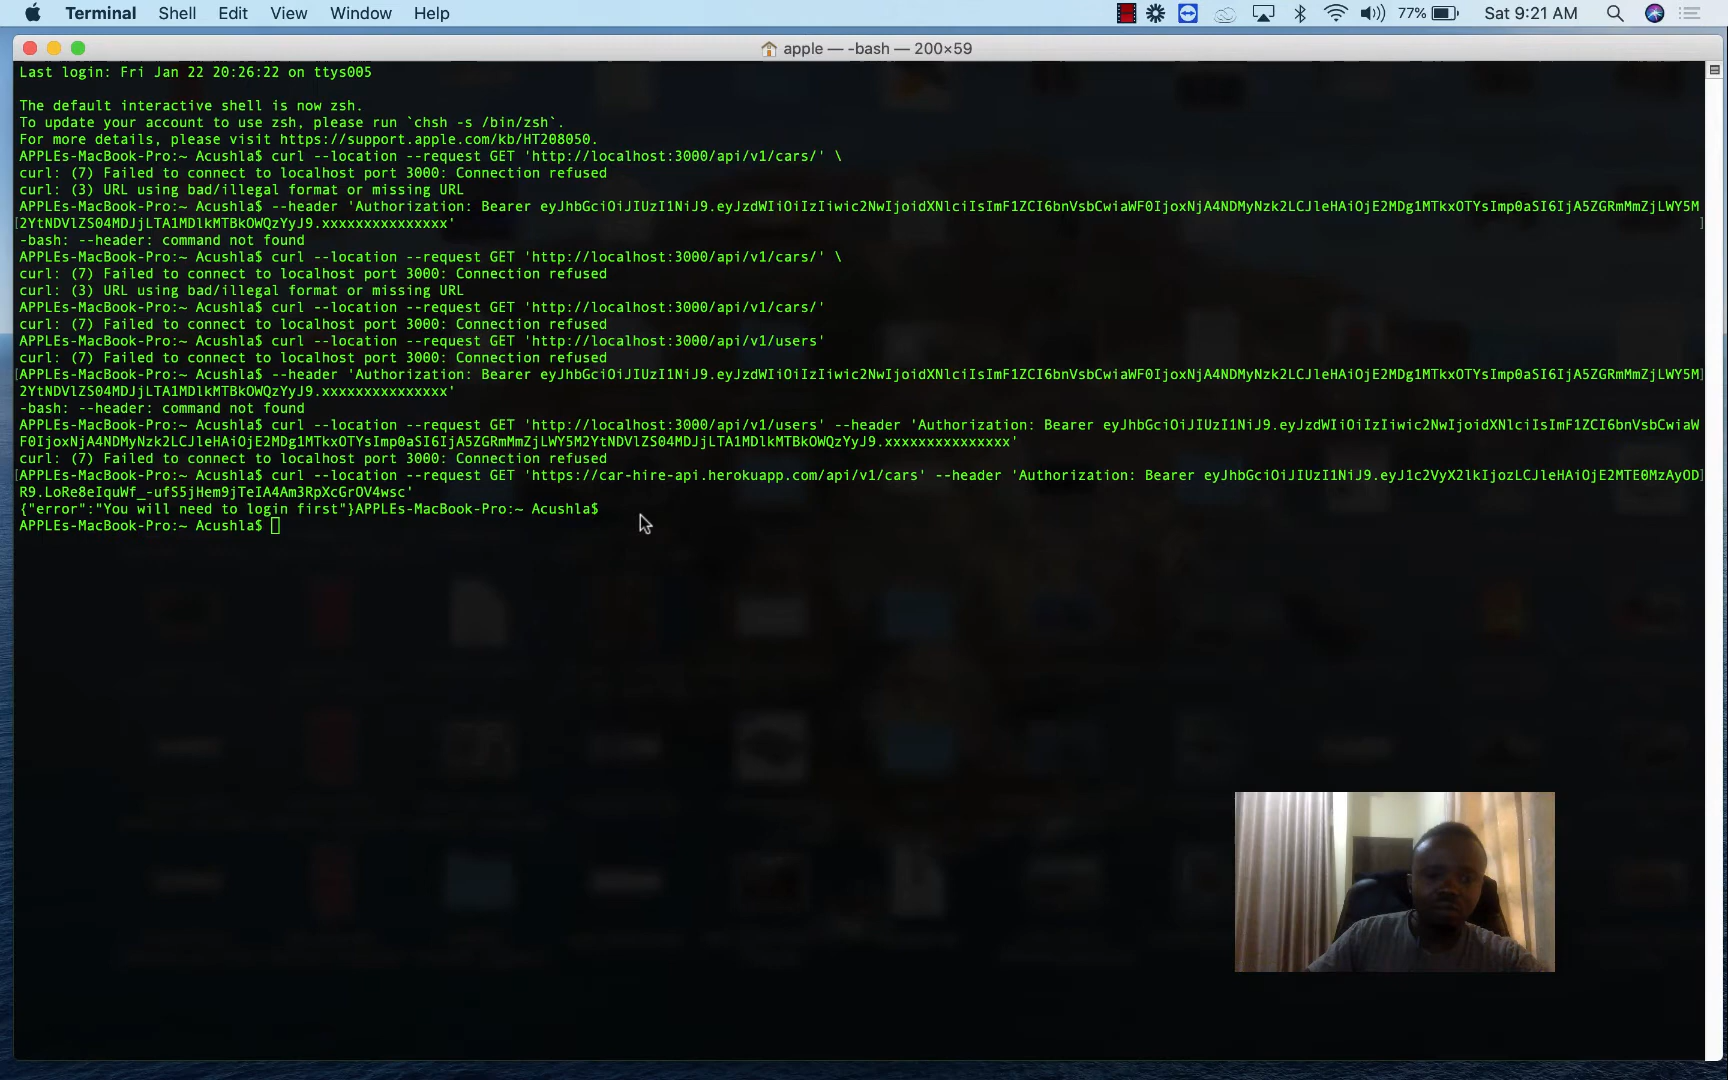 Terminal Shell Edit View Window Help 77% Sat 9:21 AM
apple — -bash — 200×59
Last login: Fri Jan 22 20:26:22 on ttys005
The default interactive shell is now zsh.
To update your account to use zsh, please run `chsh -s /bin/zsh`.
For more details, please visit https://support.apple.com/kb/HT208050.
APPLEs-MacBook-Pro:~ Acushla$ curl --location --request GET 'http://localhost:3000/api/v1/cars/' \
curl: (7) Failed to connect to localhost port 3000: Connection refused
curl: (3) URL using bad/illegal format or missing URL
APPLEs-MacBook-Pro:~ Acushla$ --header 'Authorization: Bearer eyJhbGciOiJIUzI1NiJ9.eyJzdWIiOiIzIiwic2NwIjoidXNlciIsImF1ZCI6bnVsbCwiaWF0IjoxNjA4NDMyNzk2LCJleHAiOjE2MDg1MTkxOTYsImp0aSI6IjA5ZGRmMmZjLWY5M
[2YtNDVlZS04MDJjLTA1MDlkMTBkOWQzYyJ9.xxxxxxxxxxxxxxx' ]
-bash: --header: command not found
APPLEs-MacBook-Pro:~ Acushla$ curl --location --request GET 'http://localhost:3000/api/v1/cars/' \
curl: (7) Failed to connect to localhost port 3000: Connection refused
curl: (3) URL using bad/illegal format or missing URL
APPLEs-MacBook-Pro:~ Acushla$ curl --location --request GET 'http://localhost:3000/api/v1/cars/'
curl: (7) Failed to connect to localhost port 3000: Connection refused
APPLEs-MacBook-Pro:~ Acushla$ curl --location --request GET 'http://localhost:3000/api/v1/users'
curl: (7) Failed to connect to localhost port 3000: Connection refused
[APPLEs-MacBook-Pro:~ Acushla$ --header 'Authorization: Bearer eyJhbGciOiJIUzI1NiJ9.eyJzdWIiOiIzIiwic2NwIjoidXNlciIsImF1ZCI6bnVsbCwiaWF0IjoxNjA4NDMyNzk2LCJleHAiOjE2MDg1MTkxOTYsImp0aSI6IjA5ZGRmMmZjLWY5M]
2YtNDVlZS04MDJjLTA1MDlkMTBkOWQzYyJ9.xxxxxxxxxxxxxxx'
-bash: --header: command not found
APPLEs-MacBook-Pro:~ Acushla$ curl --location --request GET 'http://localhost:3000/api/v1/users' --header 'Authorization: Bearer eyJhbGciOiJIUzI1NiJ9.eyJzdWIiOiIzIiwic2NwIjoidXNlciIsImF1ZCI6bnVsbCwiaW
F0IjoxNjA4NDMyNzk2LCJleHAiOjE2MDg1MTkxOTYsImp0aSI6IjA5ZGRmMmZjLWY5M2YtNDVlZS04MDJjLTA1MDlkMTBkOWQzYyJ9.xxxxxxxxxxxxxxx'
curl: (7) Failed to connect to localhost port 3000: Connection refused
[APPLEs-MacBook-Pro:~ Acushla$ curl --location --request GET 'https://car-hire-api.herokuapp.com/api/v1/cars' --header 'Authorization: Bearer eyJhbGciOiJIUzI1NiJ9.eyJ1c2VyX2lkIjozLCJleHAiOjE2MTE0MzAyOD]
R9.LoRe8eIquWf_-ufS5jHem9jTeIA4Am3RpXcGrOV4wsc'
{"error":"You will need to login first"}APPLEs-MacBook-Pro:~ Acushla$
APPLEs-MacBook-Pro:~ Acushla$